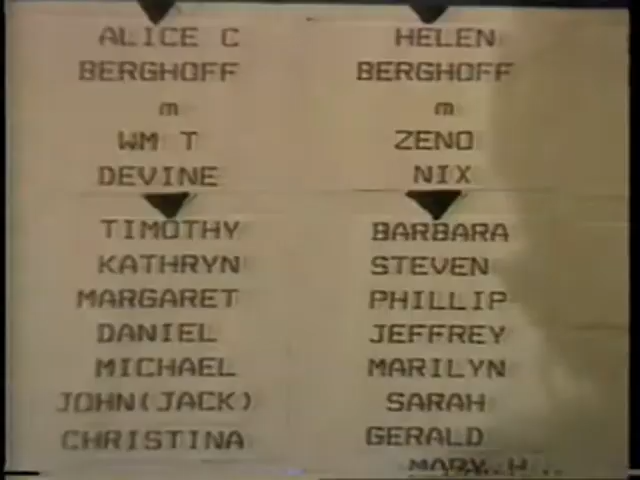 ALICE C
BERGHOFF
m
WM T
DEVINE
TIMOTHY
KATHRYN
MARGARET
DANIEL
MICHAEL
JOHN(JACK)
CHRISTINA
HELEN
BERGHOFF
m
ZENO
NIX
BARBARA
STEVEN
PHILLIP
JEFFREY
MARILYN
SARAH
GERALD
MARY